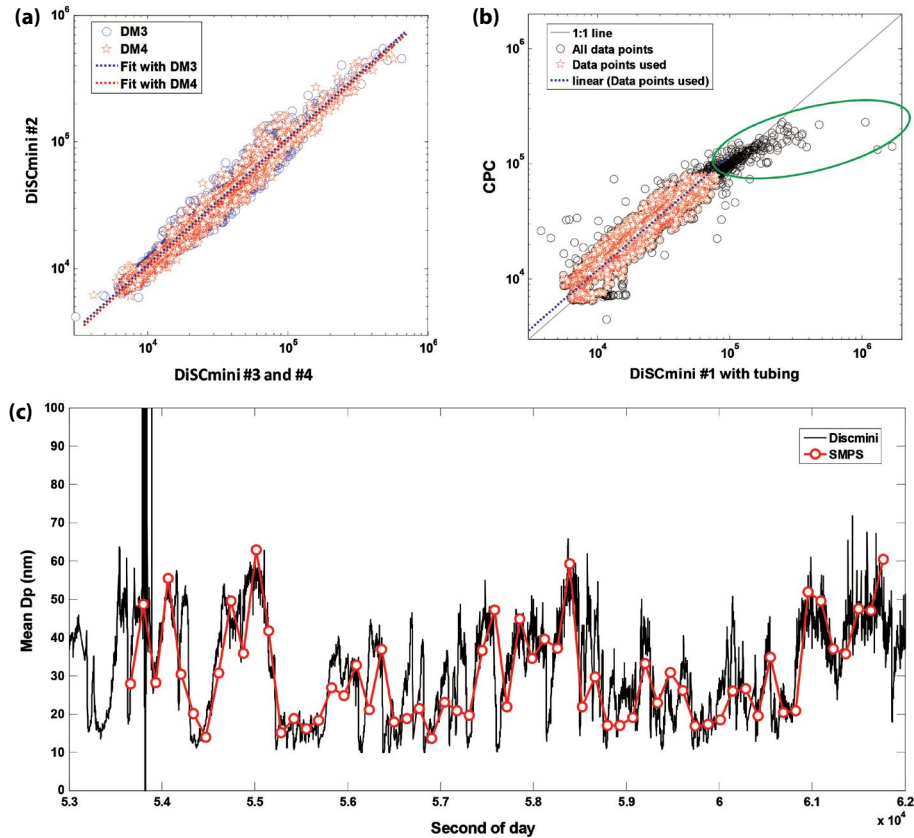 (a)
DM3
DM4
Fit with DM3
Fit with DM4
DiSCmini #2
10^5
10^4
10^4
10^5
10^6
DiSCmini #3 and #4
(b)
1:1 line
All data points
Data points used
linear (Data points used)
CPC
10^6
10^5
10^4
10^4
10^5
10^6
DiSCmini #1 with tubing
(c)
Discmini
SMPS
Mean Dp (nm)
100
90
80
70
60
50
40
30
20
10
0
5.3 5.4 5.5 5.6 5.7 5.8 5.9 6 6.1 6.2
x 10^4
Second of day